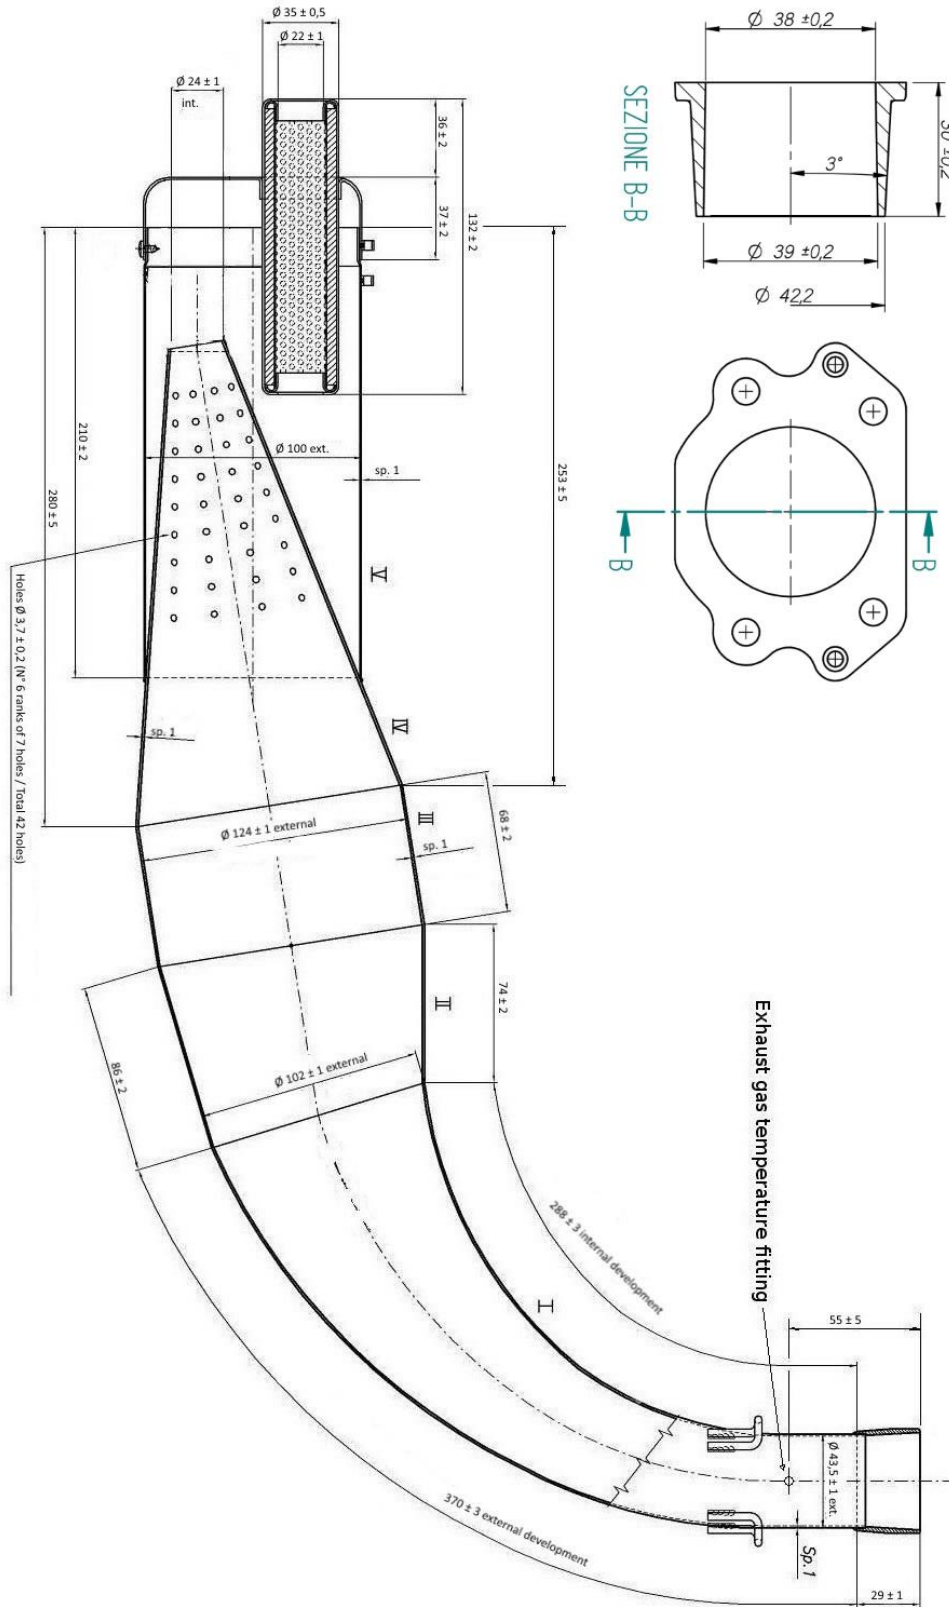 Ø 35 ± 0,5
Ø 22 ± 1
Ø 24 ± 1
int.
36 ± 2
37 ± 2
132 ± 2
Ø 38 ±0,2
30 ±0,2
3°
SEZIONE B-B
Ø 39 ±0,2
Ø 42,2
B
B
210 ± 2
280 ± 5
253 ± 5
Ø 100 ext.
sp. 1
V
Holes Ø 3,7 ± 0,2 (N° 6 ranks of 7 holes / Total 42 holes)
IV
sp. 1
Ø 124 ± 1 external
III
sp. 1
68 ± 2
II
74 ± 2
86 ± 2
Ø 102 ± 1 external
Exhaust gas temperature fitting
288 ± 3 internal development
I
55 ± 5
Ø 43,5 ± 1 ext.
370 ± 3 external development
Sp.1
29 ± 1